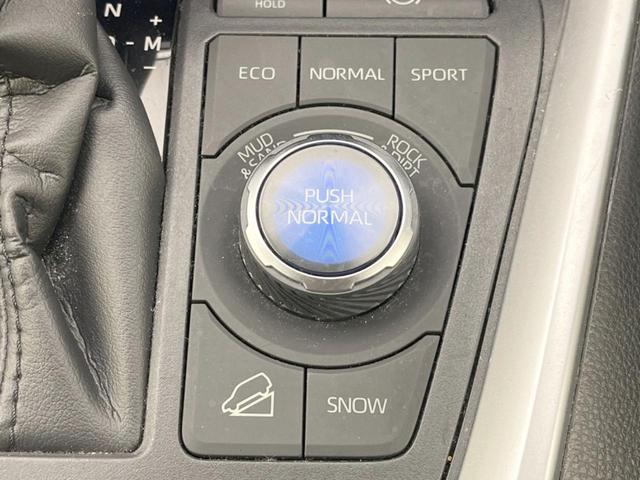 HOLD
N +
- M
ECO NORMAL SPORT
MUD
& SAND
ROCK
& DIRT
PUSH
NORMAL
SNOW